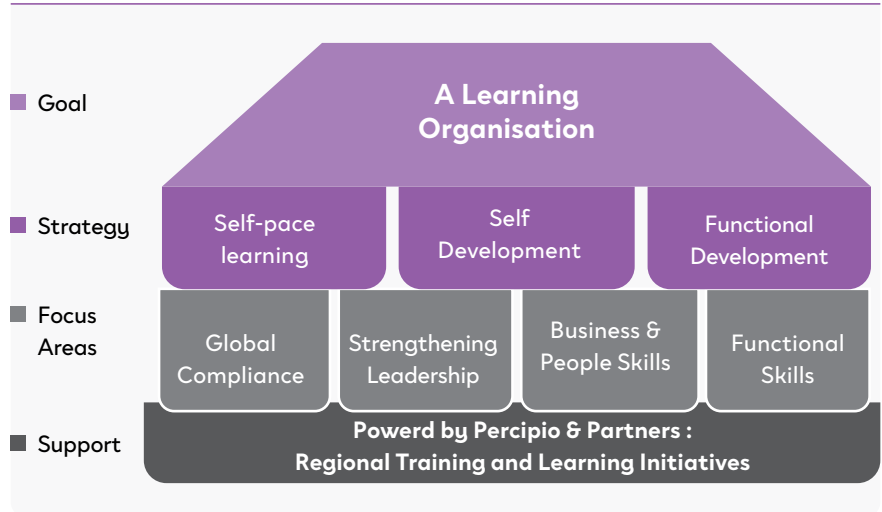 Goal
A Learning
Organisation
Strategy
Self-pace
learning
Self
Development
Functional
Development
Focus
Areas
Global
Compliance
Strengthening
Leadership
Business &
People Skills
Functional
Skills
Support
Powerd by Percipio & Partners :
Regional Training and Learning Initiatives